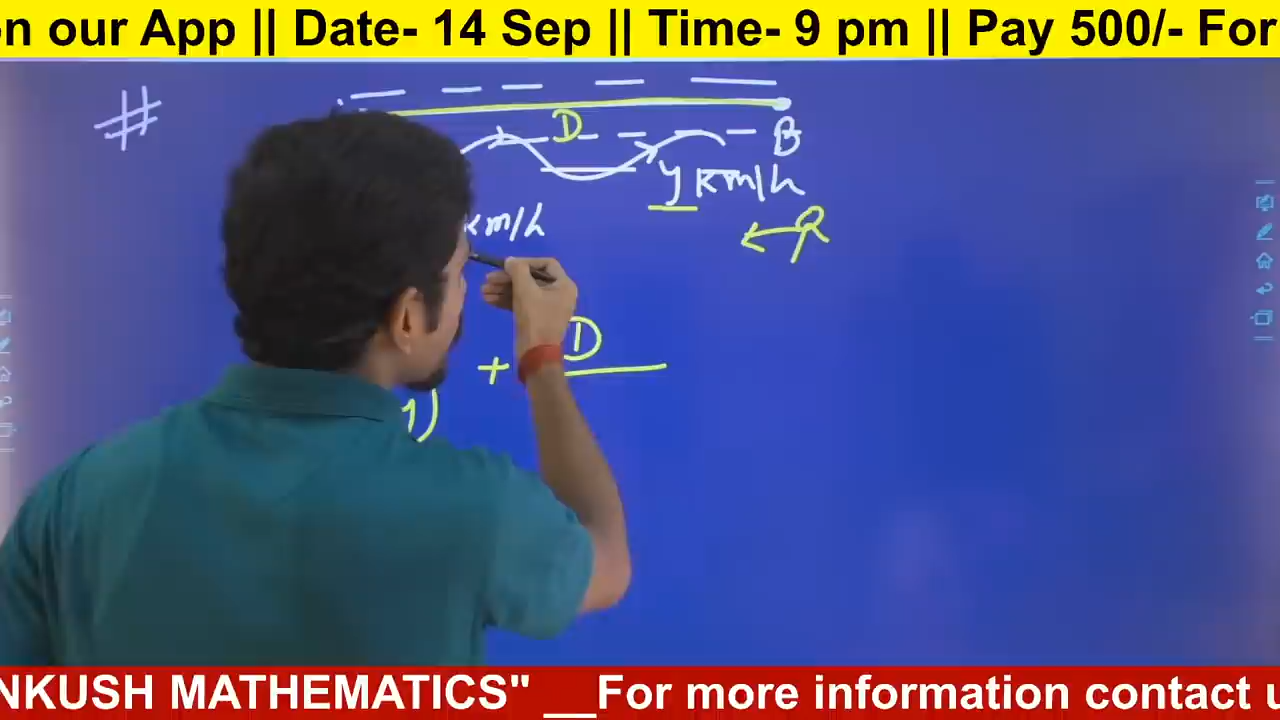 n our App || Date- 14 Sep || Time- 9 pm || Pay 500/- For
#
D
B
y km/h
km/h
D
+
)
NKUSH MATHEMATICS" __For more information contact u